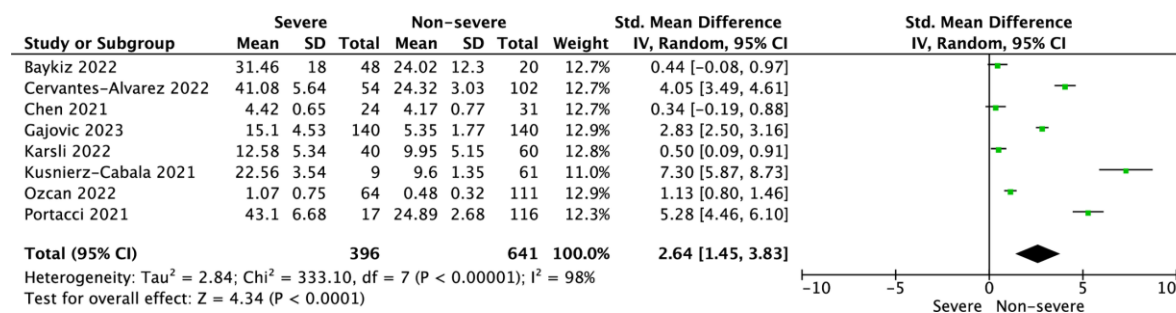 Severe Non-severe Std. Mean Difference Std. Mean Difference
Study or Subgroup Mean SD Total Mean SD Total Weight IV, Random, 95% CI IV, Random, 95% CI
Baykiz 2022 31.46 18 48 24.02 12.3 20 12.7% 0.44 [-0.08, 0.97]
Cervantes-Alvarez 2022 41.08 5.64 54 24.32 3.03 102 12.7% 4.05 [3.49, 4.61]
Chen 2021 4.42 0.65 24 4.17 0.77 31 12.7% 0.34 [-0.19, 0.88]
Gajovic 2023 15.1 4.53 140 5.35 1.77 140 12.9% 2.83 [2.50, 3.16]
Karsli 2022 12.58 5.34 40 9.95 5.15 60 12.8% 0.50 [0.09, 0.91]
Kusnierz-Cabala 2021 22.56 3.54 9 9.6 1.35 61 11.0% 7.30 [5.87, 8.73]
Ozcan 2022 1.07 0.75 64 0.48 0.32 111 12.9% 1.13 [0.80, 1.46]
Portacci 2021 43.1 6.68 17 24.89 2.68 116 12.3% 5.28 [4.46, 6.10]
Total (95% CI) 396 641 100.0% 2.64 [1.45, 3.83]
Heterogeneity: Tau² = 2.84; Chi² = 333.10, df = 7 (P < 0.00001); I² = 98%
Test for overall effect: Z = 4.34 (P < 0.0001)
-10 -5 0 5 10
Severe Non-severe